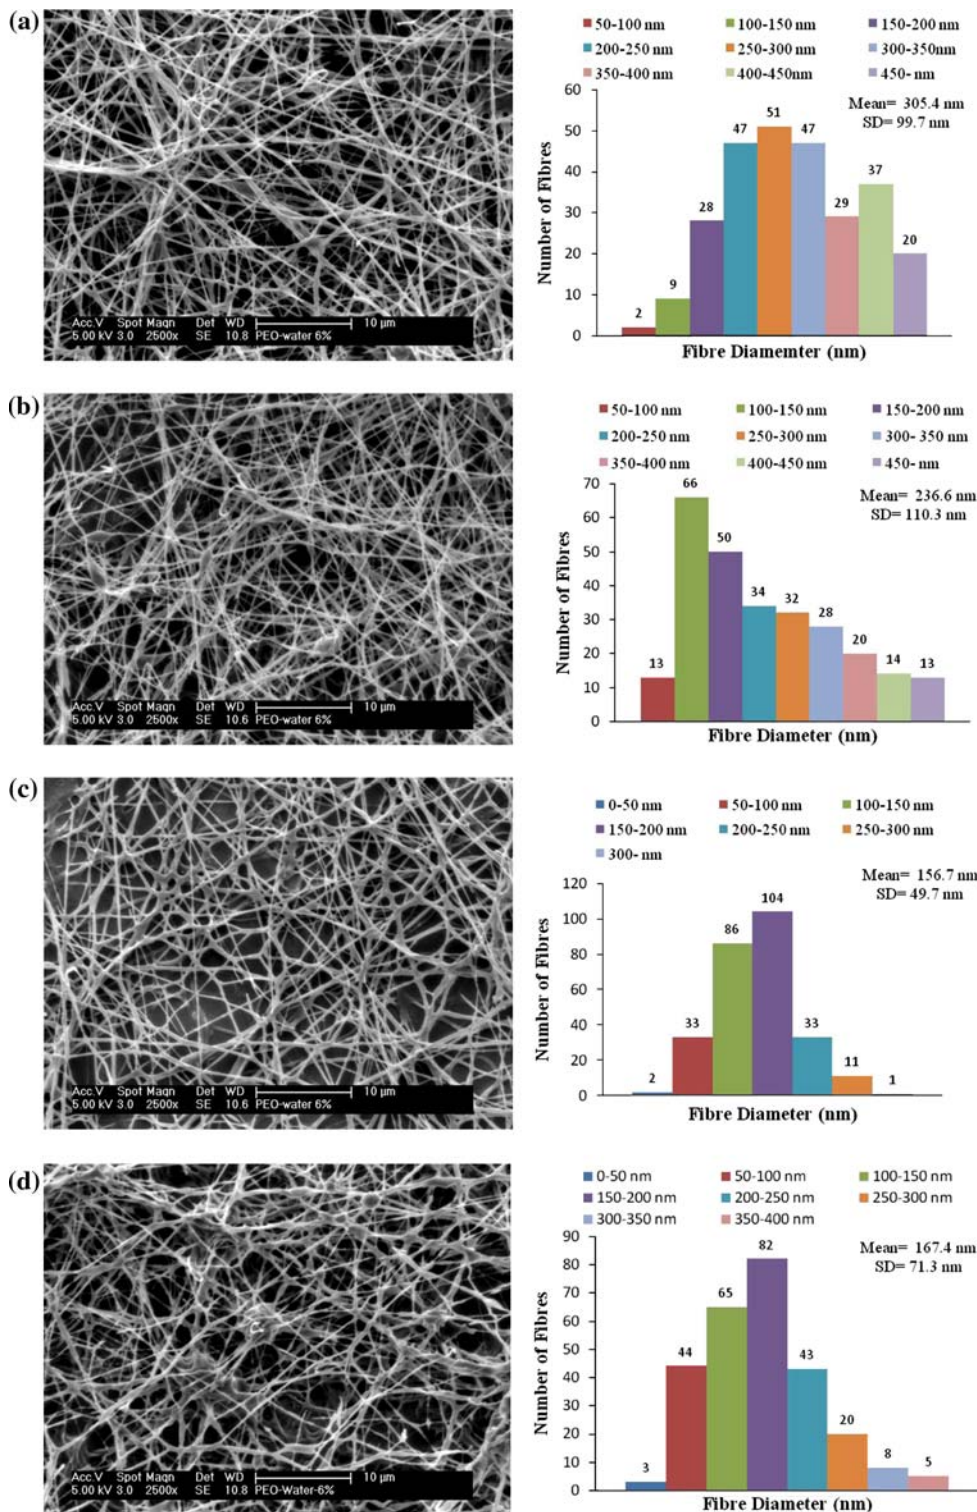 (a)
Acc.V Spot Magn Det WD 10 µm
5.00 kV 3.0 2500x SE 10.8 PEO-water 6%
50-100 nm 100-150 nm 150-200 nm
200-250nm 250-300 nm 300-350nm
350-400 nm 400-450nm 450- nm
Mean= 305.4 nm
SD= 99.7 nm
Number of Fibres
60
50
40
30
20
10
0
2 9 28 47 51 47 29 37 20
Fibre Diamemter (nm)
(b)
Acc.V Spot Magn Det WD 10 µm
5.00 kV 3.0 2500x SE 10.6 PEO-water 6%
50-100 nm 100-150 nm 150-200 nm
200-250 nm 250-300 nm 300- 350 nm
350-400 nm 400-450 nm 450- nm
Mean= 236.6 nm
SD= 110.3 nm
Number of Fibres
70
60
50
40
30
20
10
0
13 66 50 34 32 28 20 14 13
Fibre Diameter (nm)
(c)
Acc.V Spot Magn Det WD 10 µm
5.00 kV 3.0 2500x SE 10.6 PEO-water 6%
0-50 nm 50-100 nm 100-150 nm
150-200 nm 200-250 nm 250-300 nm
300- nm
Mean= 156.7 nm
SD= 49.7 nm
Number of Fibres
120
100
80
60
40
20
0
2 33 86 104 33 11 1
Fibre Diameter (nm)
(d)
Acc.V Spot Magn Det WD 10 µm
5.00 kV 3.0 2500x SE 10.8 PEO-Water-6%
0-50 nm 50-100 nm 100-150 nm
150-200 nm 200-250 nm 250-300 nm
300-350 nm 350-400 nm
Mean= 167.4 nm
SD= 71.3 nm
Number of Fibres
90
80
70
60
50
40
30
20
10
0
3 44 65 82 43 20 8 5
Fibre Diameter (nm)